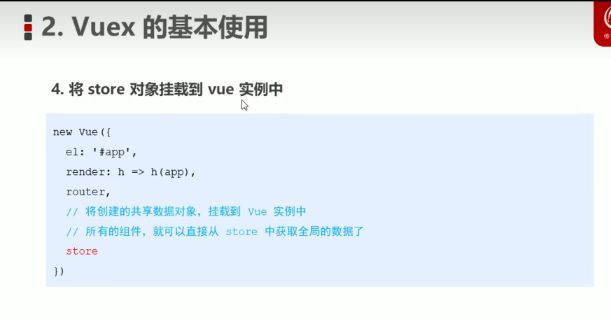 2. Vuex 的基本使用
4. 将 store 对象挂载到 vue 实例中
new Vue({
el: '#app',
render: h => h(app),
router,
// 将创建的共享数据对象，挂载到 Vue 实例中
// 所有的组件，就可以直接从 store 中获取全局的数据了
store
})